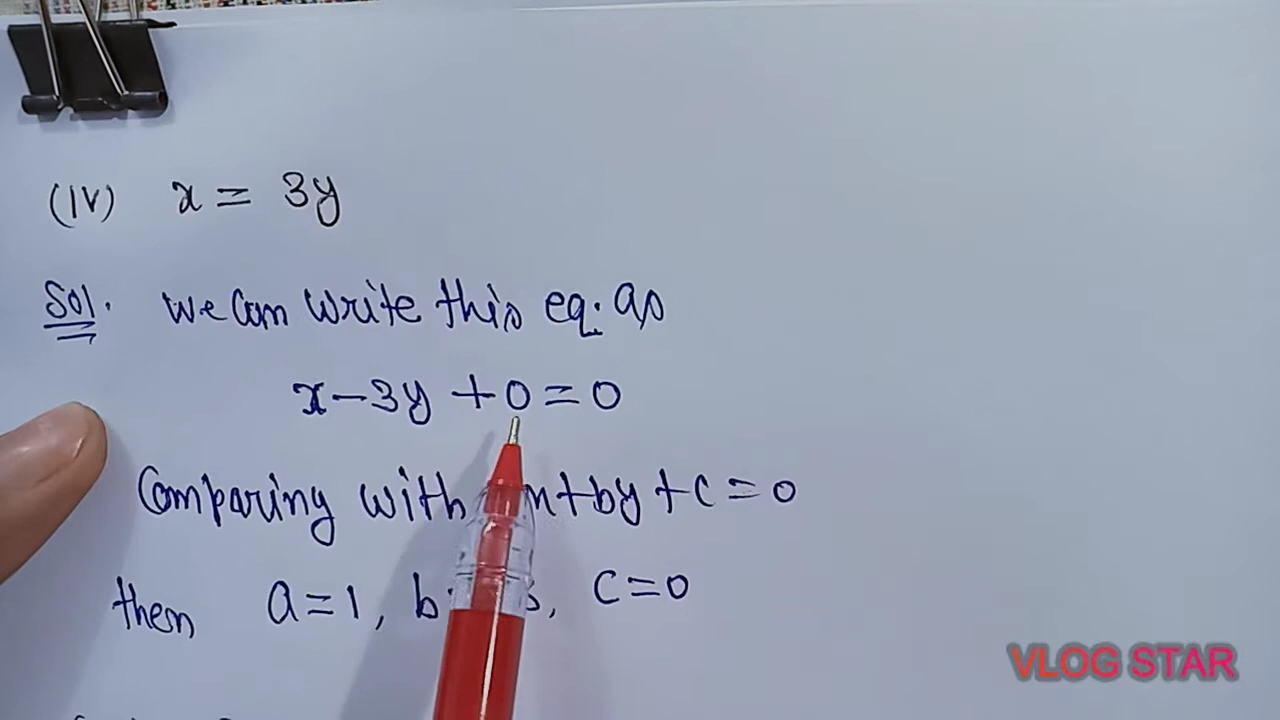 (IV) x = 3y
Sol. We can write this eq. as
x - 3y + 0 = 0
Comparing with x + by + c = 0
then a = 1, b , c = 0
VLOG STAR